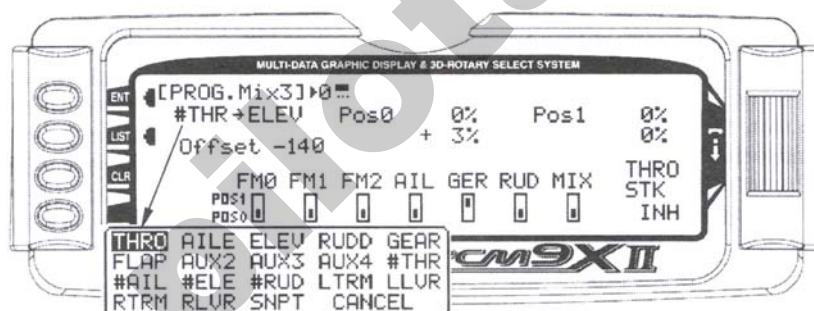 MULTI-DATA GRAPHIC DISPLAY & 3D-ROTARY SELECT SYSTEM
ENT
[PROG.Mix3]▸0
#THR→ELEV Pos0 0% Pos1 0%
LIST
+ 3% 0%
Offset -140
CLR
FM0 FM1 FM2 AIL GER RUD MIX THRO
POS1 STK
POS0 INH
THRO AILE ELEV RUDD GEAR
FLAP AUX2 AUX3 AUX4 #THR
#AIL #ELE #RUD LTRM LLVR
RTRM RLVR SNPT CANCEL
9XII